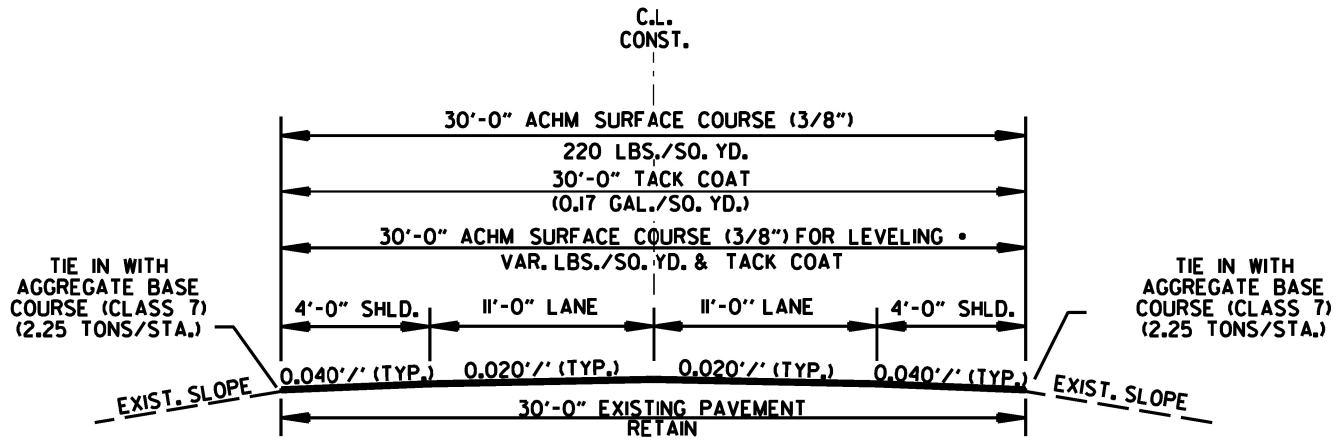 C.L.
CONST.
30'-0" ACHM SURFACE COURSE (3/8")
220 LBS./SQ. YD.
30'-0" TACK COAT
(0.17 GAL./SQ. YD.)
30'-0" ACHM SURFACE COURSE (3/8") FOR LEVELING •
VAR. LBS./SQ. YD. & TACK COAT
TIE IN WITH
AGGREGATE BASE
COURSE (CLASS 7)
(2.25 TONS/STA.)
4'-0" SHLD.
11'-0" LANE
11'-0" LANE
4'-0" SHLD.
TIE IN WITH
AGGREGATE BASE
COURSE (CLASS 7)
(2.25 TONS/STA.)
0.040'/' (TYP.)
0.020'/' (TYP.)
0.020'/' (TYP.)
0.040'/' (TYP.)
EXIST. SLOPE
EXIST. SLOPE
30'-0" EXISTING PAVEMENT
RETAIN